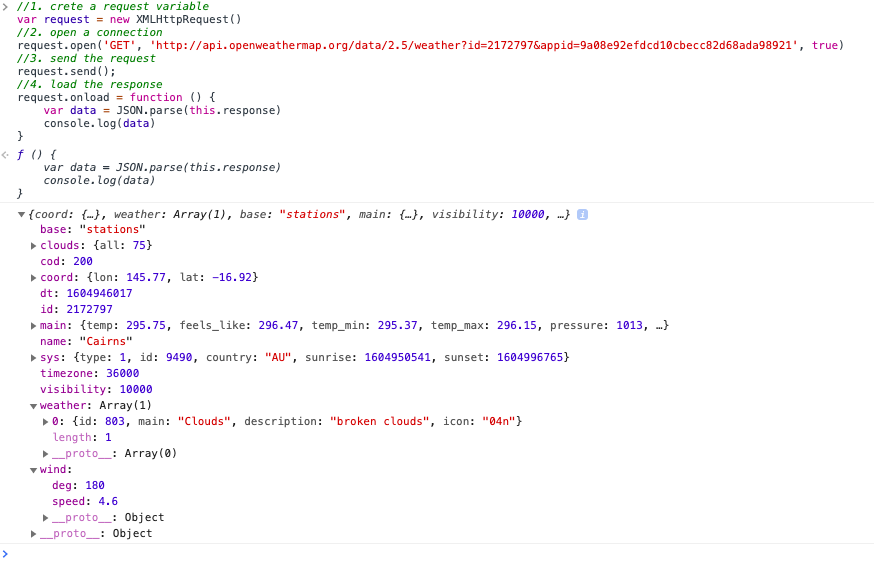 //1. crete a request variable
var request = new XMLHttpRequest()
//2. open a connection
request.open('GET', 'http://api.openweathermap.org/data/2.5/weather?id=2172797&appid=9a08e92efdcd10cbecc82d68ada98921', true)
//3. send the request
request.send();
//4. load the response
request.onload = function () {
    var data = JSON.parse(this.response)
    console.log(data)
}
ƒ () {
    var data = JSON.parse(this.response)
    console.log(data)
}
{coord: {…}, weather: Array(1), base: "stations", main: {…}, visibility: 10000, …} i
base: "stations"
clouds: {all: 75}
cod: 200
coord: {lon: 145.77, lat: -16.92}
dt: 1604946017
id: 2172797
main: {temp: 295.75, feels_like: 296.47, temp_min: 295.37, temp_max: 296.15, pressure: 1013, …}
name: "Cairns"
sys: {type: 1, id: 9490, country: "AU", sunrise: 1604950541, sunset: 1604996765}
timezone: 36000
visibility: 10000
weather: Array(1)
0: {id: 803, main: "Clouds", description: "broken clouds", icon: "04n"}
length: 1
__proto__: Array(0)
wind:
deg: 180
speed: 4.6
__proto__: Object
__proto__: Object